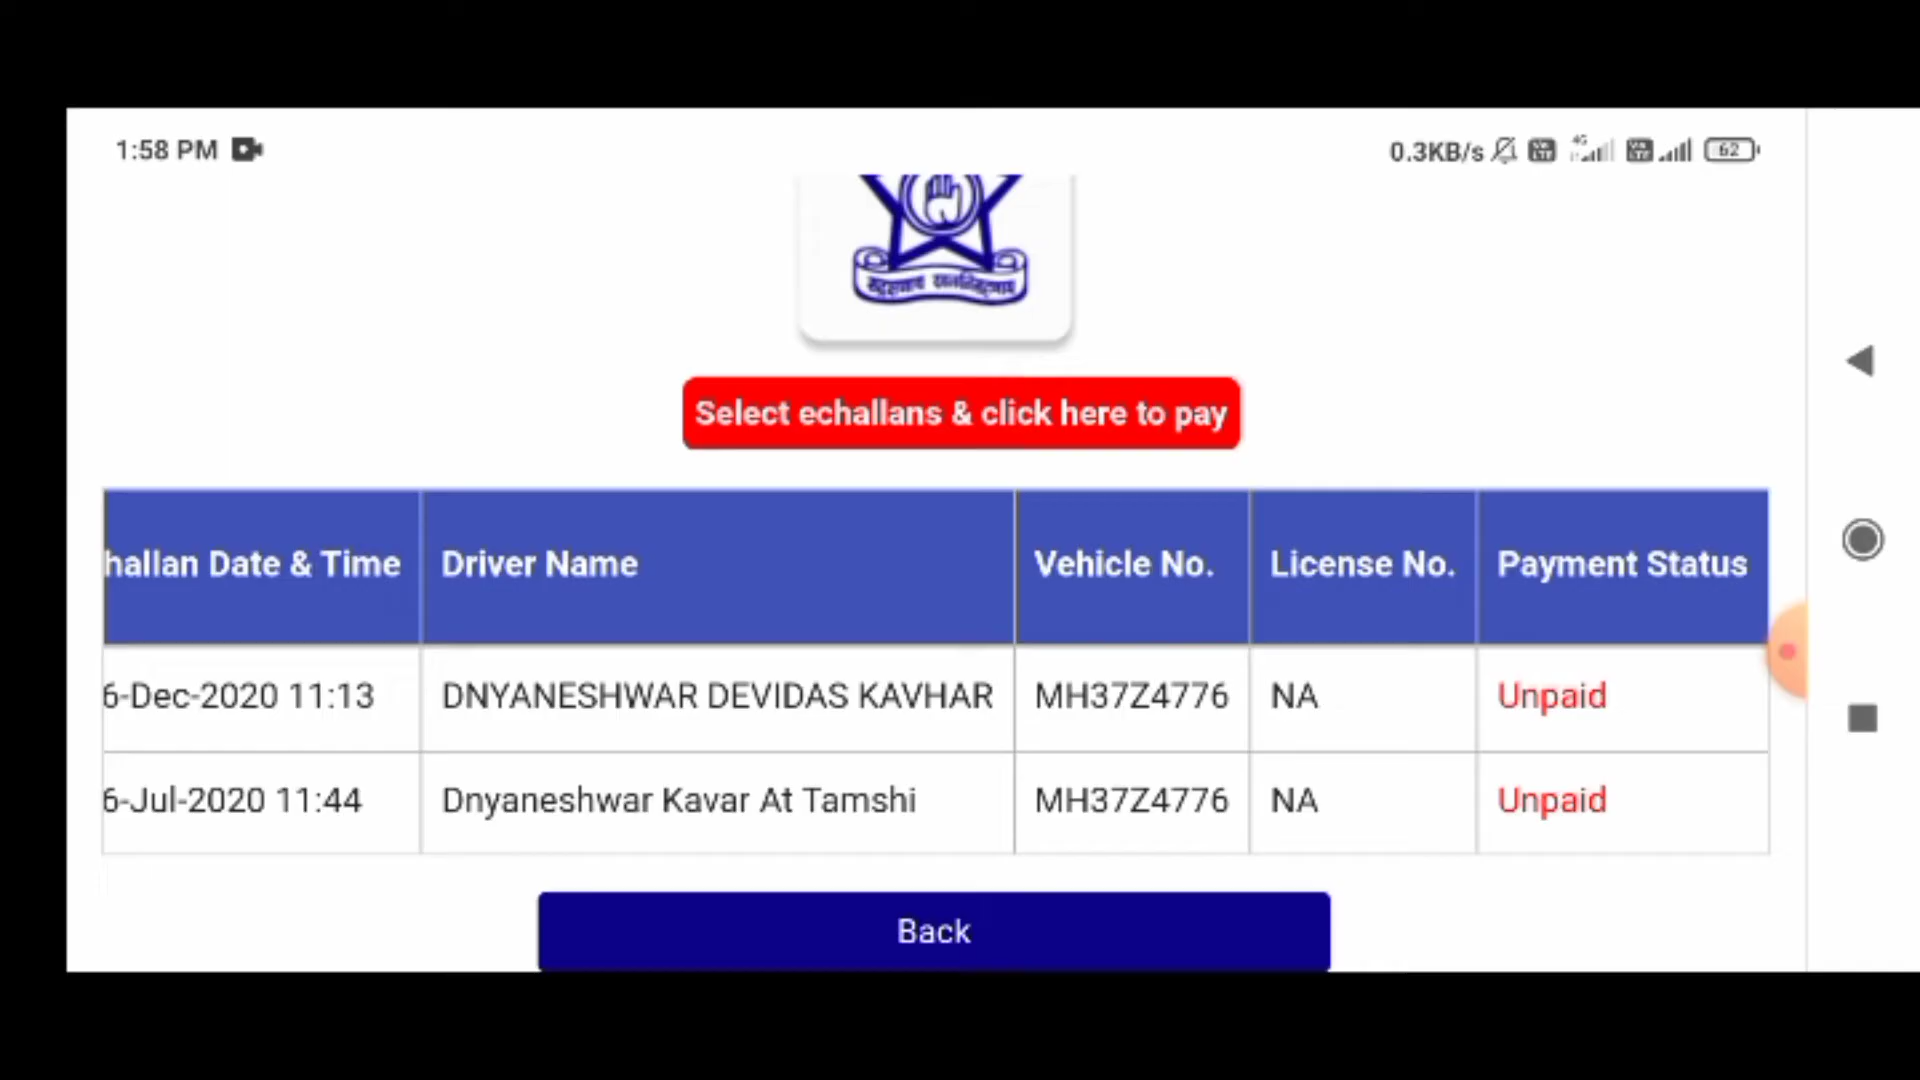 1:58 PM 0.3KB/s 4G 62
Select echallans & click here to pay
hallan Date & Time Driver Name Vehicle No. License No. Payment Status
6-Dec-2020 11:13 DNYANESHWAR DEVIDAS KAVHAR MH37Z4776 NA Unpaid
6-Jul-2020 11:44 Dnyaneshwar Kavar At Tamshi MH37Z4776 NA Unpaid
Back